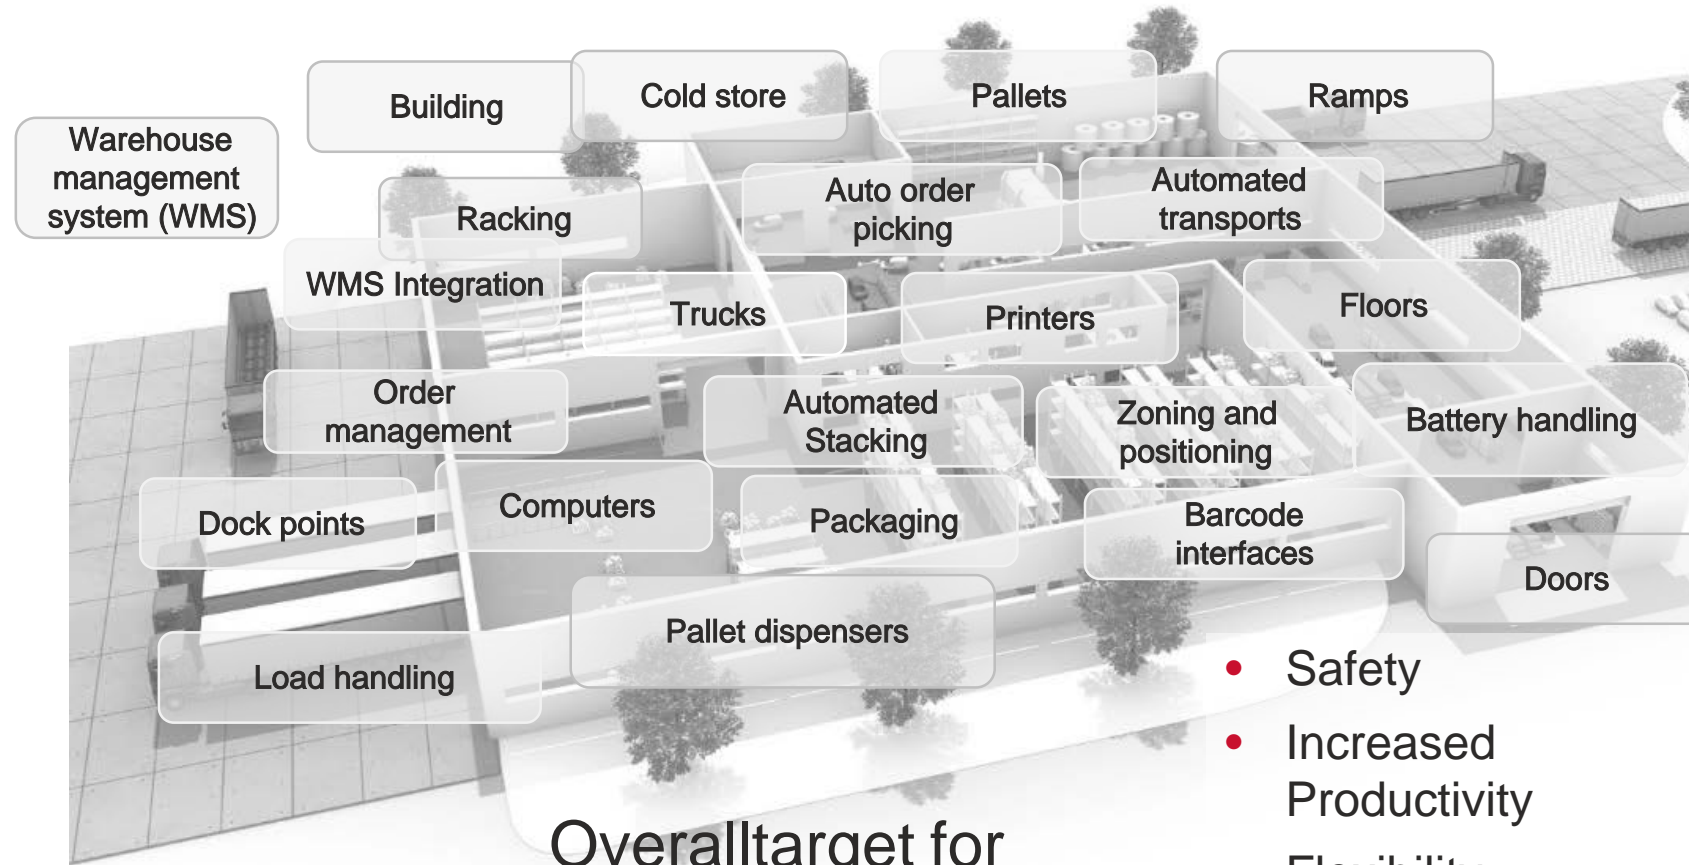 Building
Cold store
Pallets
Ramps
Warehouse
management
system (WMS)
Racking
Auto order
picking
Automated
transports
WMS Integration
Trucks
Printers
Floors
Order
management
Automated
Stacking
Zoning and
positioning
Battery handling
Dock points
Computers
Packaging
Barcode
interfaces
Doors
Pallet dispensers
Load handling
• Safety
• Increased
Productivity
Flexibility
Overalltarget for